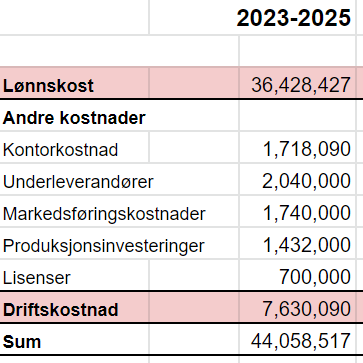 2023-2025
Lønnskost 36,428,427
Andre kostnader
Kontorkostnad 1,718,090
Underleverandører 2,040,000
Markedsføringskostnader 1,740,000
Produksjonsinvesteringer 1,432,000
Lisenser 700,000
Driftskostnad 7,630,090
Sum 44,058,517